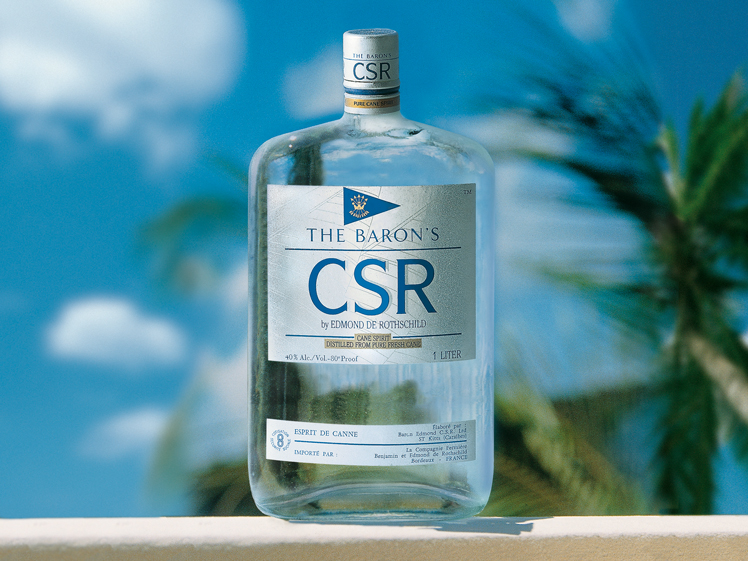 THE BARON'S
CSR
PURE CANE SPIRIT
TM
THE BARON'S
CSR
by EDMOND DE ROTHSCHILD
CANE SPIRIT
DISTILLED FROM PURE FRESH CANE
40% Alc./Vol.-80° Proof
1 LITER
ESPRIT DE CANNE
IMPORTÉ PAR :
Élaboré par :
Baron Edmond C.S.R. Ltd
ST Kitts (Caraïbes)
La Compagnie Fermière
Benjamin et Edmond de Rothschild
Bordeaux - FRANCE